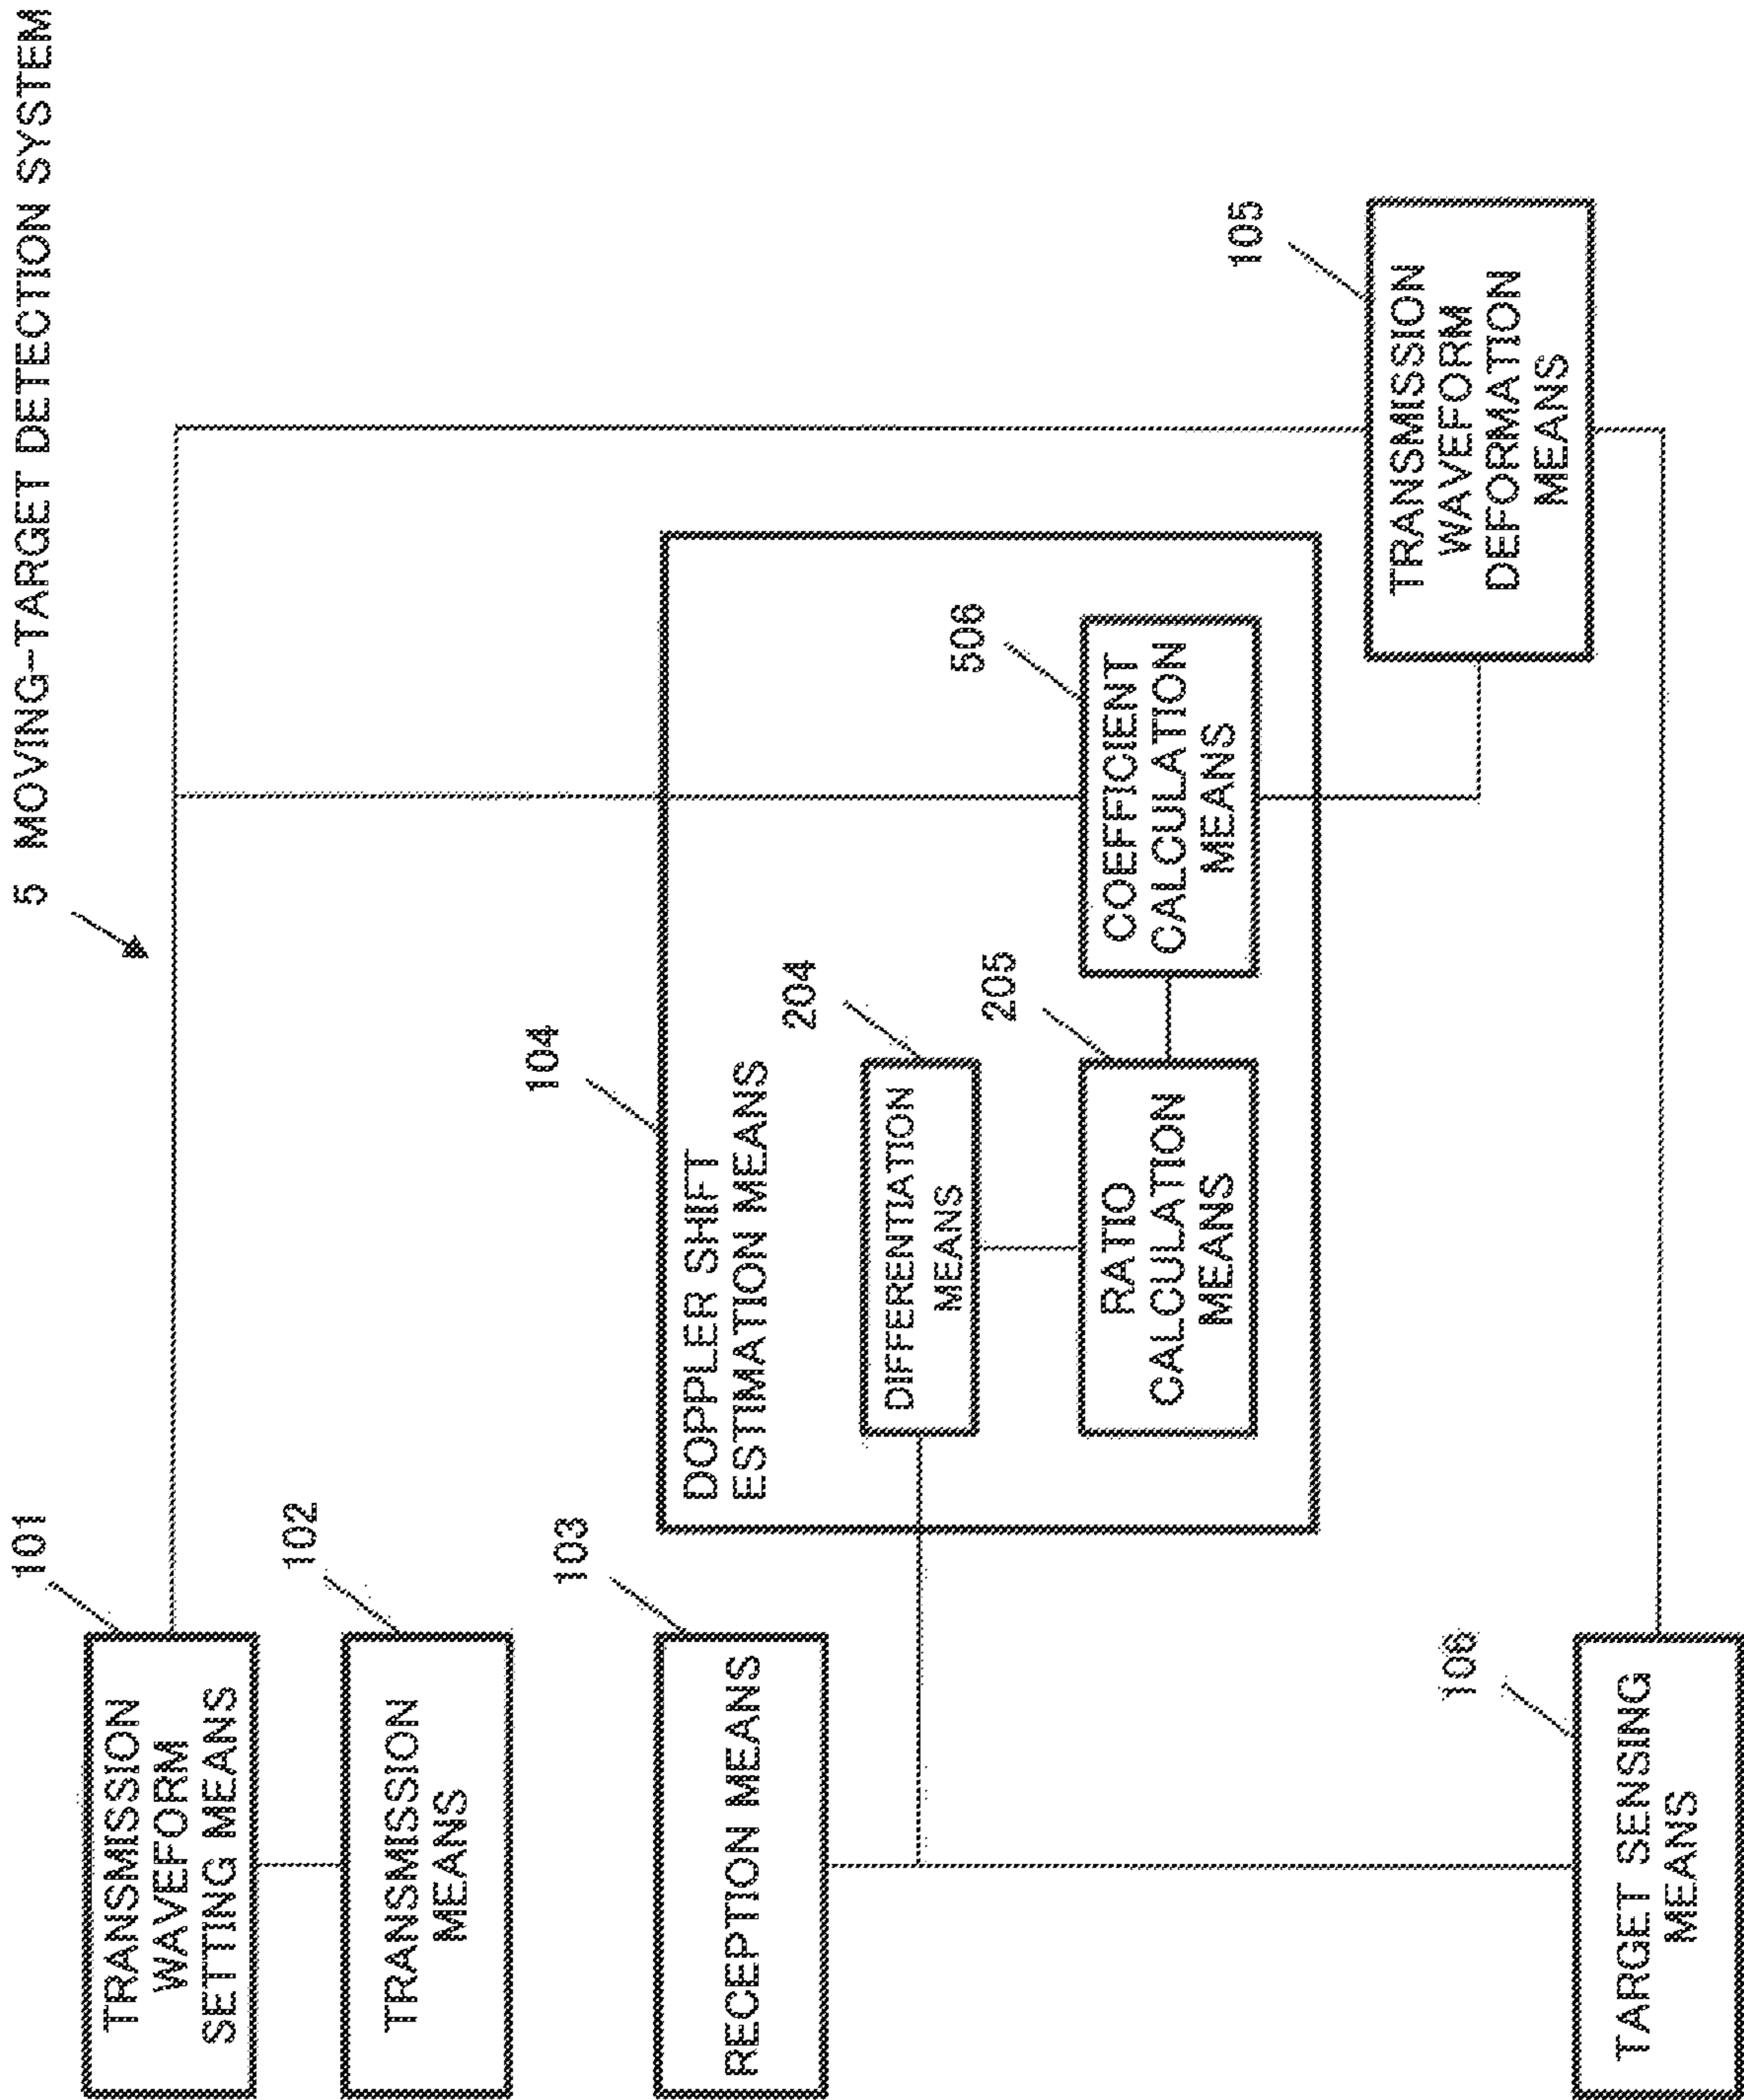 5 MOVING-TARGET DETECTION SYSTEM
101
TRANSMISSION
WAVEFORM
SETTING MEANS
102
TRANSMISSION
MEANS
103
RECEPTION MEANS
104
DOPPLER SHIFT
ESTIMATION MEANS
204
DIFFERENTIATION
MEANS
205
RATIO
CALCULATION
MEANS
506
COEFFICIENT
CALCULATION
MEANS
105
TRANSMISSION
WAVEFORM
DEFORMATION
MEANS
106
TARGET SENSING
MEANS